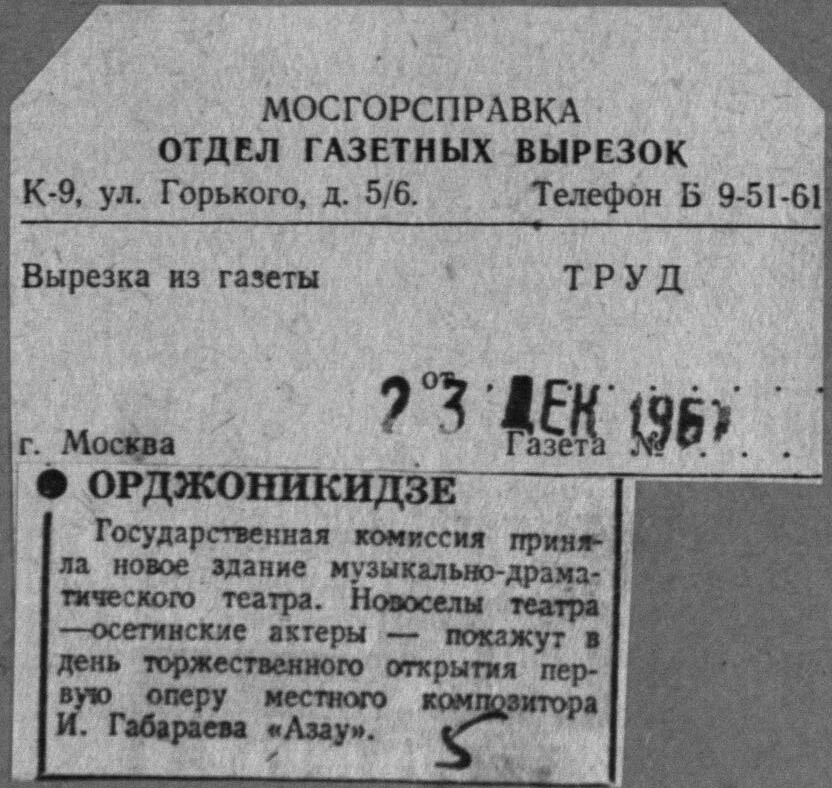 МОСГОРСПРАВКА
ОТДЕЛ ГАЗЕТНЫХ ВЫРЕЗОК
К-9, ул. Горького, д. 5/6. Телефон Б 9-51-61
Вырезка из газеты ТРУД
от 3 ДЕК
г. Москва Газета № . . .
● ОРДЖОНИКИДЗЕ
Государственная комиссия приня-
ла новое здание музыкально-драма-
тического театра. Новоселы театра
—осетинские актеры — покажут в
день торжественного открытия пер-
вую оперу местного композитора
И. Габараева «Азау».
5